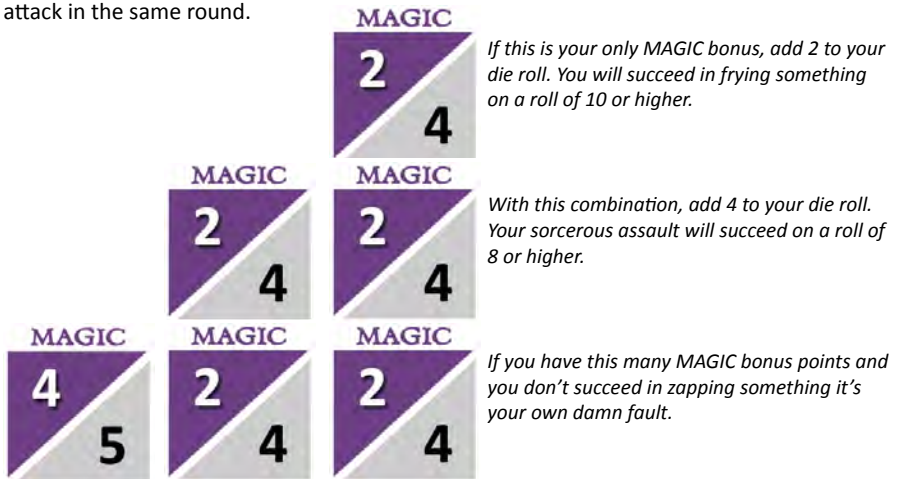 attack in the same round.
MAGIC
2
4
If this is your only MAGIC bonus, add 2 to your
die roll. You will succeed in frying something
on a roll of 10 or higher.
MAGIC MAGIC
2 2
4 4
With this combination, add 4 to your die roll.
Your sorcerous assault will succeed on a roll of
8 or higher.
MAGIC MAGIC MAGIC
4 2 2
5 4 4
If you have this many MAGIC bonus points and
you don’t succeed in zapping something it’s
your own damn fault.